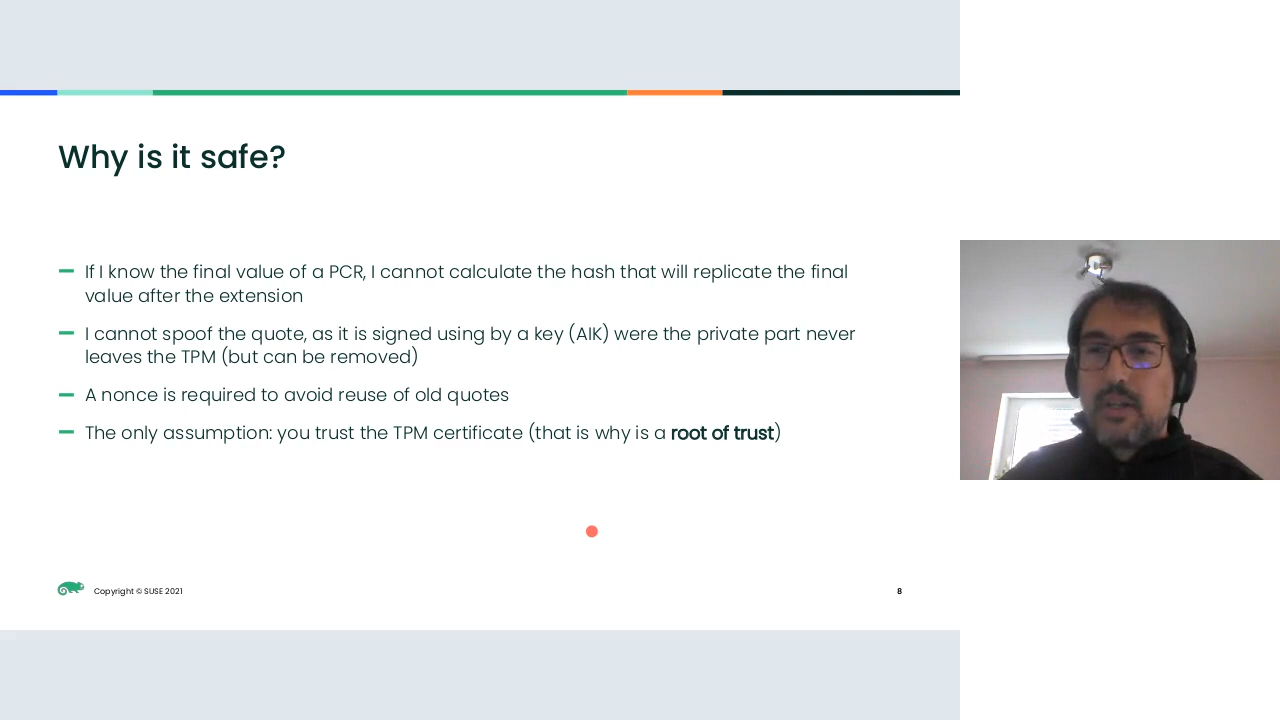 Why is it safe?
If I know the final value of a PCR, I cannot calculate the hash that will replicate the final
value after the extension
I cannot spoof the quote, as it is signed using by a key (AIK) were the private part never
leaves the TPM (but can be removed)
A nonce is required to avoid reuse of old quotes
The only assumption: you trust the TPM certificate (that is why is a root of trust)
Copyright © SUSE 2021
8